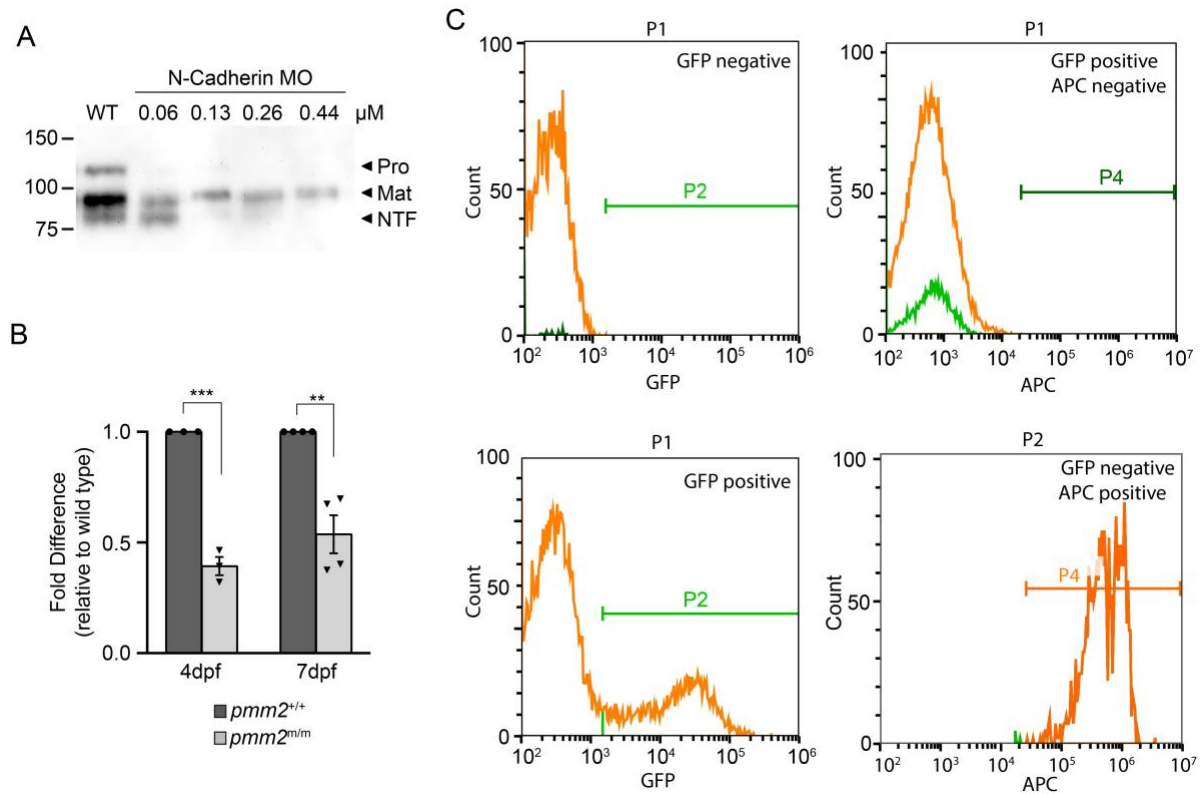 A
N-Cadherin MO
WT 0.06 0.13 0.26 0.44 µM
150
100
75
Pro
Mat
NTF
B
Fold Difference
(relative to wild type)
1.0
0.5
0.0
***
**
4dpf 7dpf
pmm2+/+
pmm2m/m
C
P1
GFP negative
100
50
0
Count
P2
10² 10³ 10⁴ 10⁵ 10⁶
GFP
P1
GFP positive
APC negative
100
50
0
Count
P4
10² 10³ 10⁴ 10⁵ 10⁶ 10⁷
APC
P1
GFP positive
100
50
0
Count
P2
10² 10³ 10⁴ 10⁵ 10⁶
GFP
P2
GFP negative
APC positive
100
50
0
Count
P4
10² 10³ 10⁴ 10⁵ 10⁶ 10⁷
APC